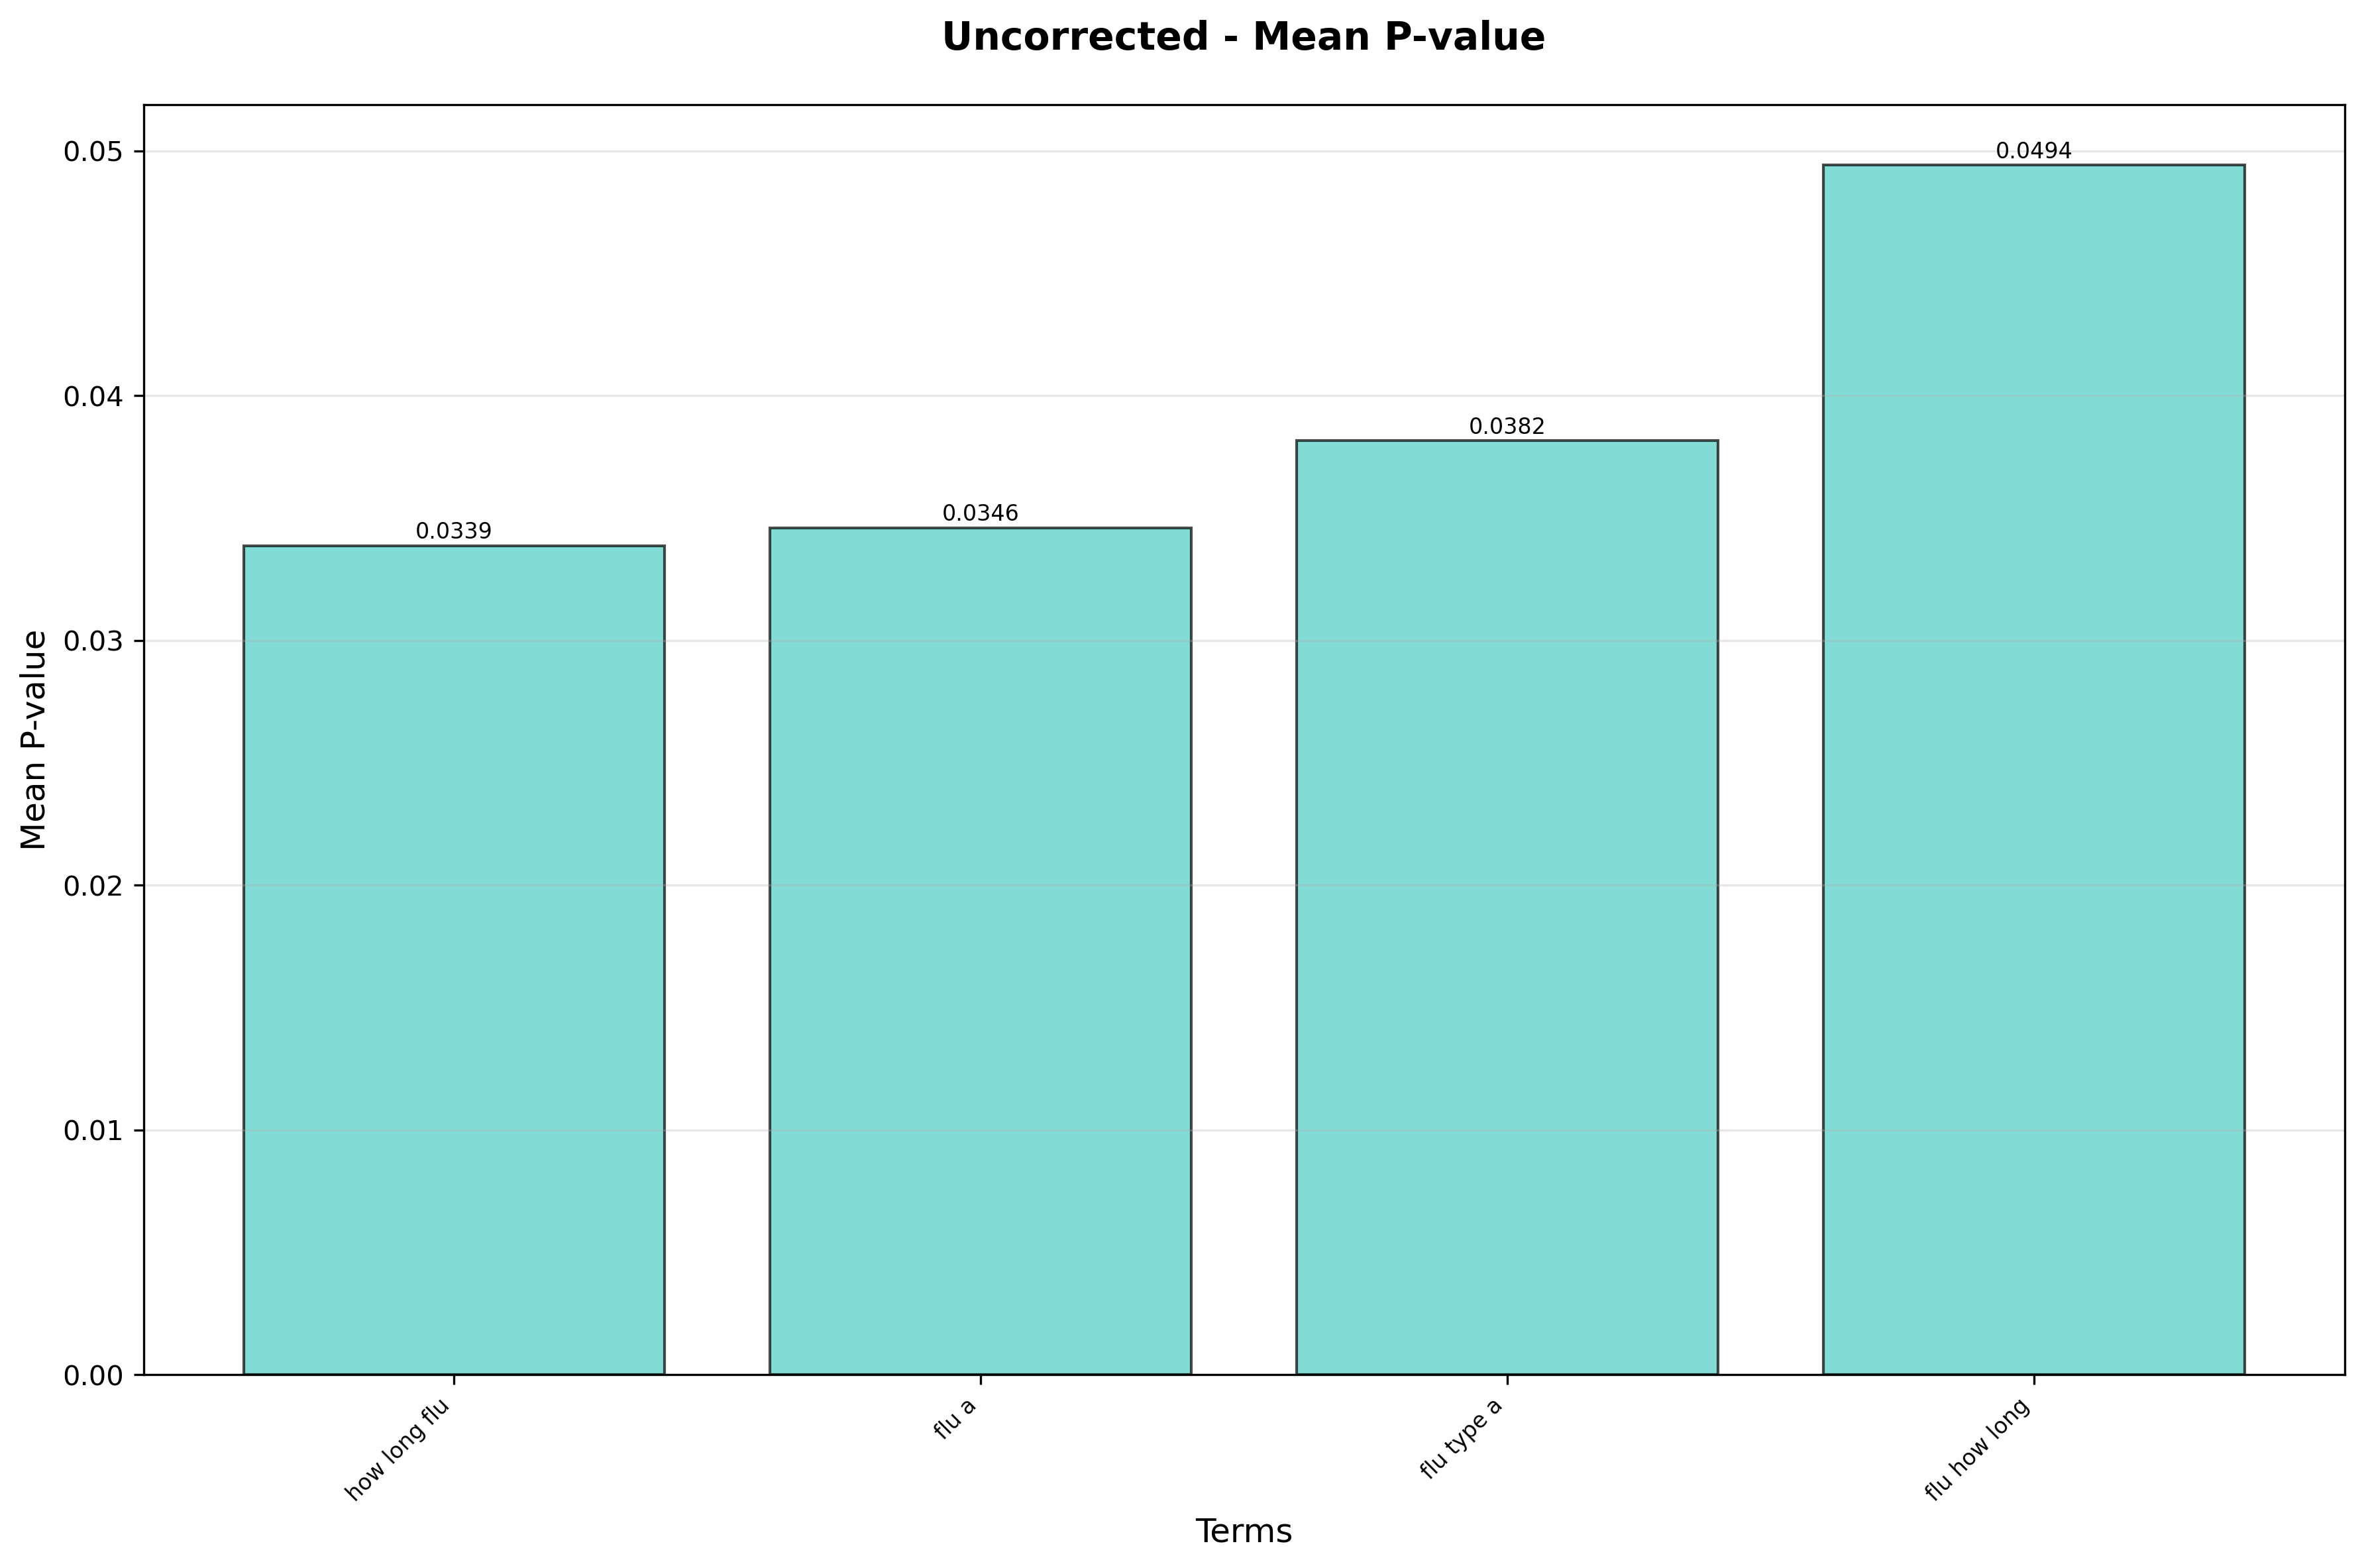 Uncorrected - Mean P-value
Mean P-value
0.05
0.04
0.03
0.02
0.01
0.00
0.0339
0.0346
0.0382
0.0494
how long flu
flu a
flu type a
flu how long
Terms